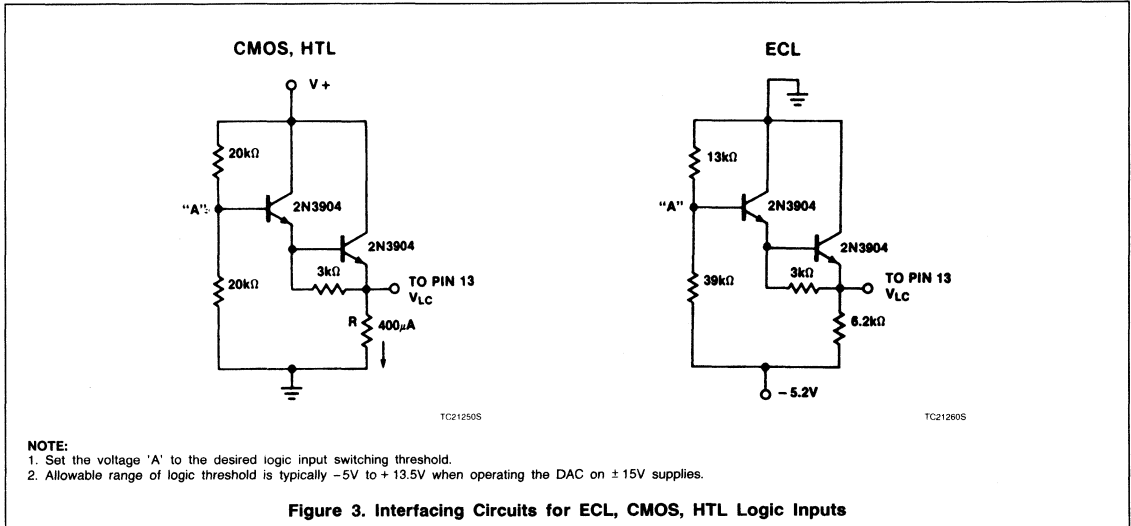 CMOS, HTL
V +
20kΩ
"A"
2N3904
2N3904
3kΩ
20kΩ
TO PIN 13
VLC
R
400μA
TC21250S
ECL
13kΩ
"A"
2N3904
2N3904
3kΩ
39kΩ
TO PIN 13
VLC
6.2kΩ
– 5.2V
TC21260S
NOTE:
1. Set the voltage 'A' to the desired logic input switching threshold.
2. Allowable range of logic threshold is typically –5V to + 13.5V when operating the DAC on ± 15V supplies.
Figure 3. Interfacing Circuits for ECL, CMOS, HTL Logic Inputs